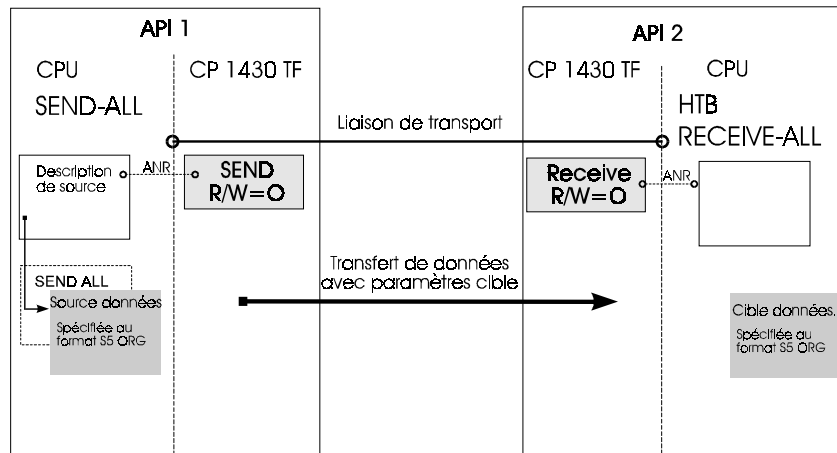 API 1
CPU
CP 1430 TF
SEND-ALL
Description
de source
ANR
SEND
R/W=O
SEND ALL
Source données
Spécifiée au
format S5 ORG
Liaison de transport
Transfert de données
avec paramètres cible
API 2
CP 1430 TF
CPU
HTB
RECEIVE-ALL
Receive
R/W=O
ANR
Cible données.
Spécifiée au
format S5 ORG